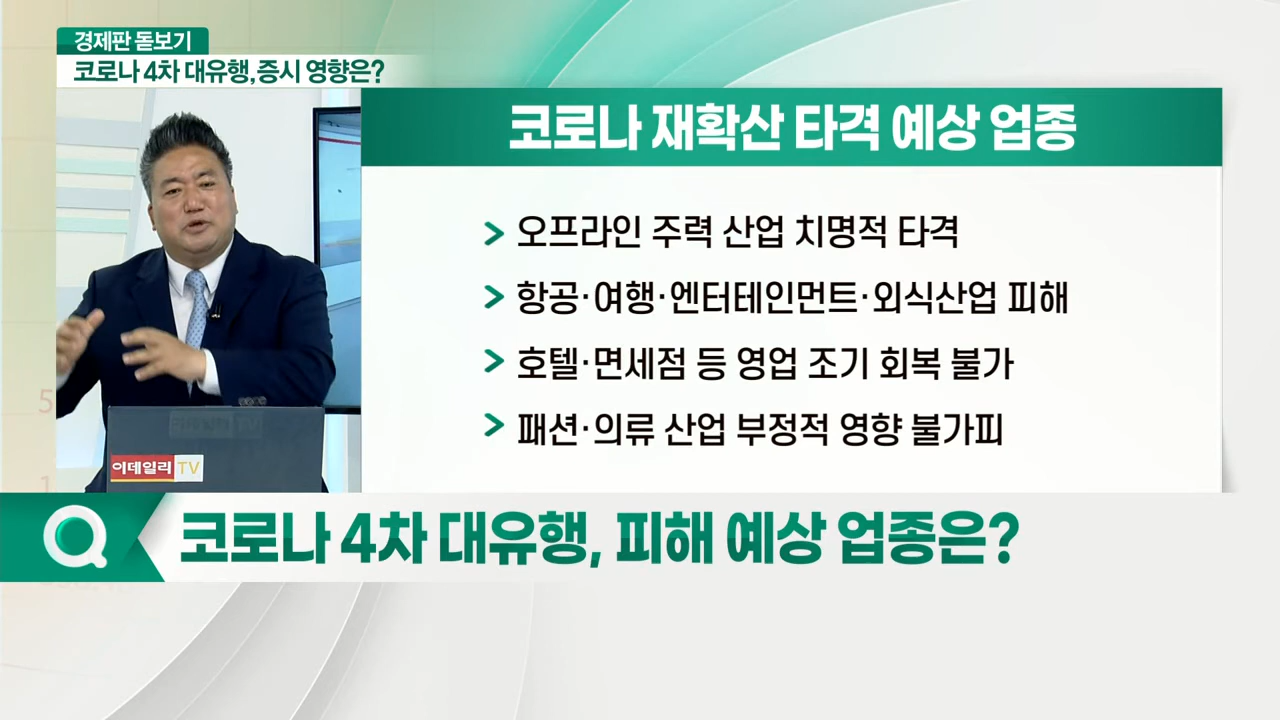 경제판 돋보기
코로나 4차 대유행, 증시 영향은?
코로나 재확산 타격 예상 업종
오프라인 주력 산업 치명적 타격
항공·여행·엔터테인먼트·외식산업 피해
호텔·면세점 등 영업 조기 회복 불가
패션·의류 산업 부정적 영향 불가피
이데일리 TV
코로나 4차 대유행, 피해 예상 업종은?